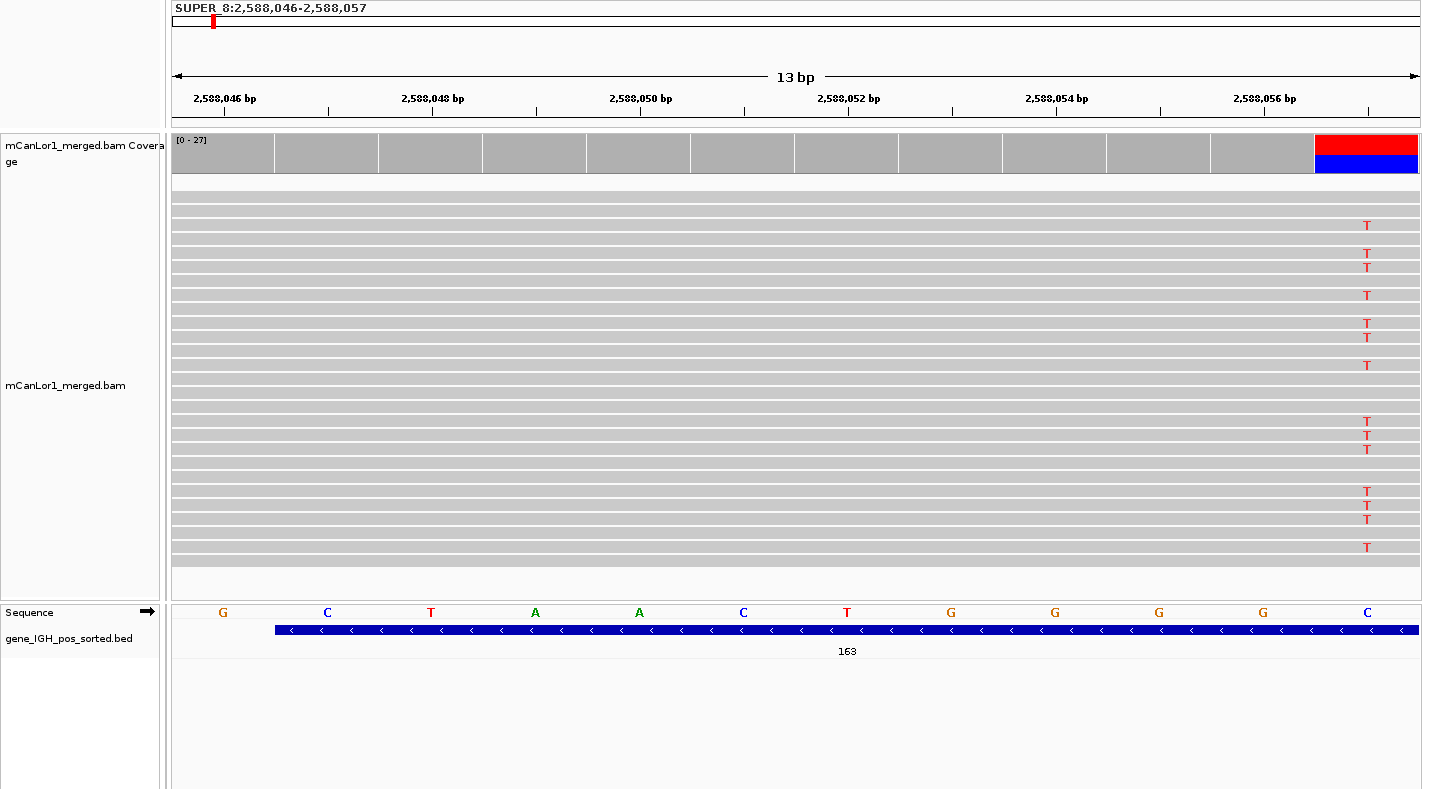 SUPER_8:2,588,046-2,588,057
13 bp
2,588,046 bp 2,588,048 bp 2,588,050 bp 2,588,052 bp 2,588,054 bp 2,588,056 bp
mCanLor1_merged.bam Covera
ge
[0 - 27]
T
T
T
T
T
T
T
T
T
T
T
T
T
T
mCanLor1_merged.bam
Sequence
G C T A A C T G G G G C
gene_IGH_pos_sorted.bed
163